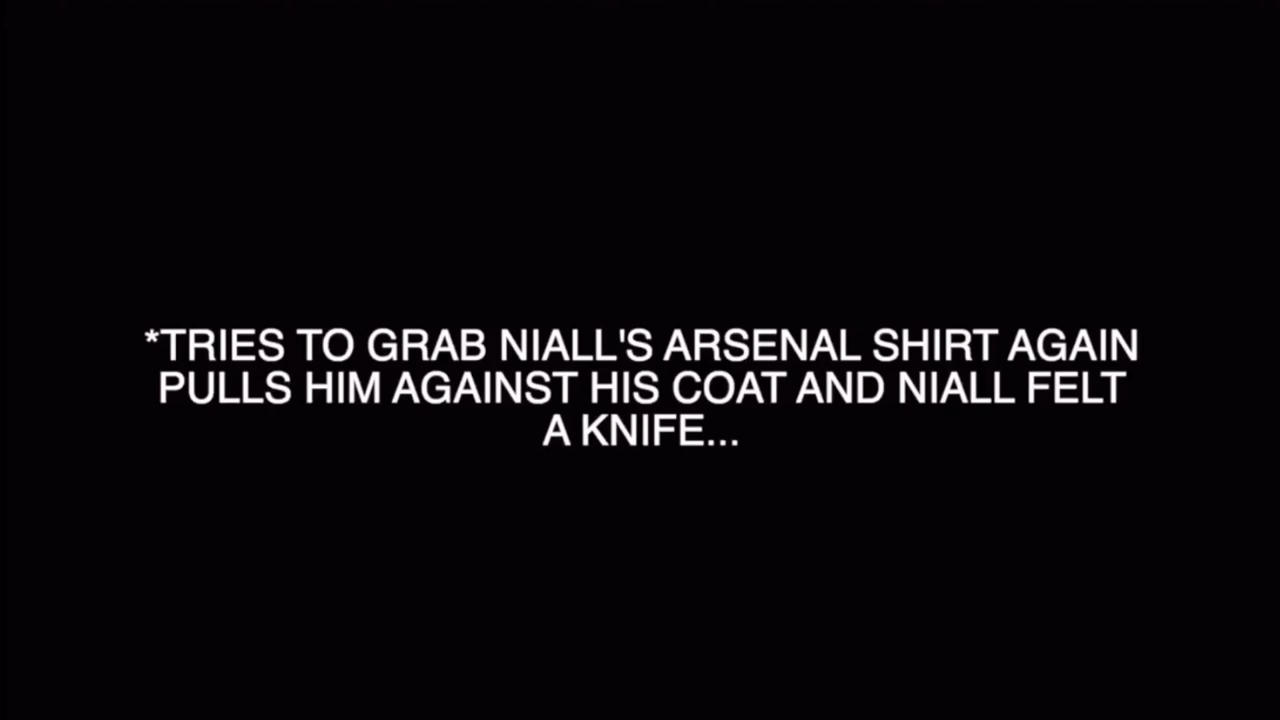 *TRIES TO GRAB NIALL'S ARSENAL SHIRT AGAIN
PULLS HIM AGAINST HIS COAT AND NIALL FELT
A KNIFE...